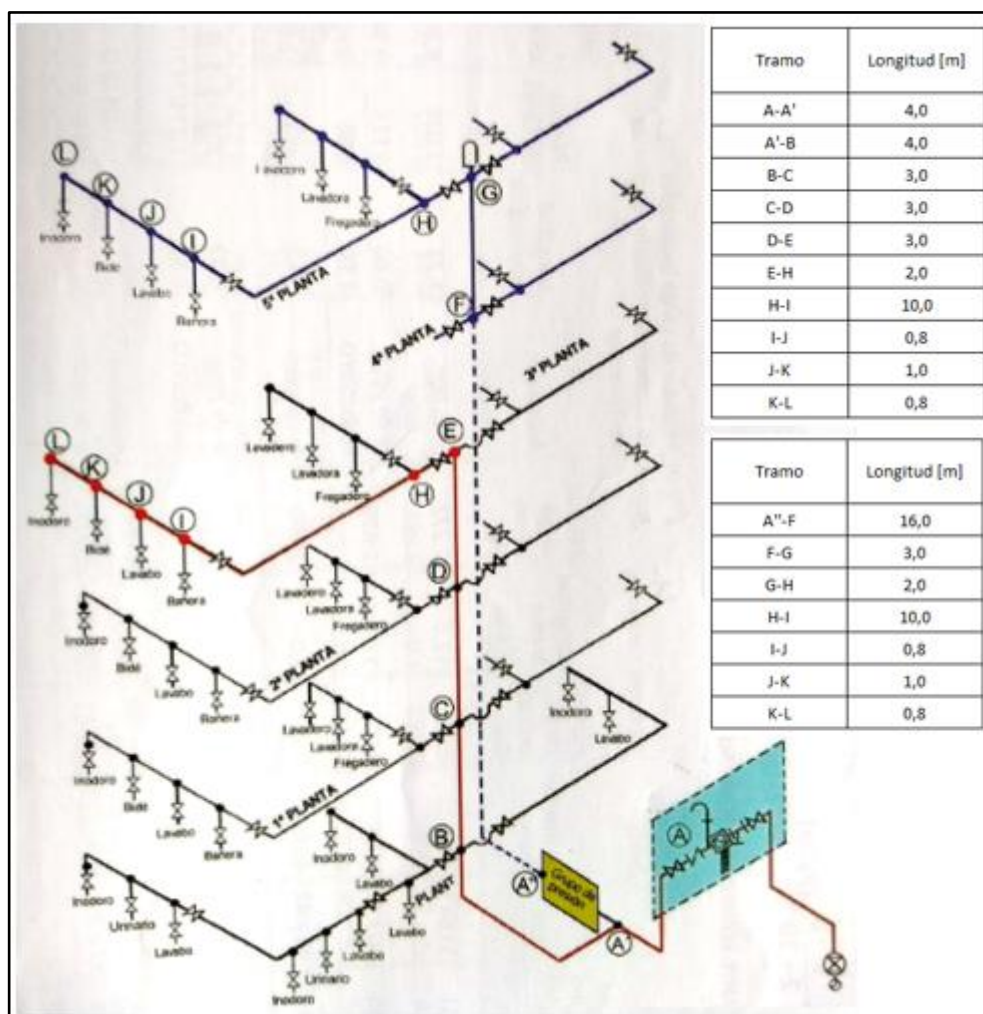 Tramo Longitud [m]
A-A' 4,0
A'-B 4,0
B-C 3,0
C-D 3,0
D-E 3,0
E-H 2,0
H-I 10,0
I-J 0,8
J-K 1,0
K-L 0,8
Tramo Longitud [m]
A"-F 16,0
F-G 3,0
G-H 2,0
H-I 10,0
I-J 0,8
J-K 1,0
K-L 0,8
L
K
J
I
Inodoro
Bidé
Lavabo
Bañera
5ª PLANTA
Lavadero
Lavadora
Fregadero
H
G
F
4ª PLANTA
3ª PLANTA
E
H
Lavadero
Lavadora
Fregadero
L
K
J
I
Inodoro
Bidé
Lavabo
Bañera
D
Lavadero
Lavadora
Fregadero
2ª PLANTA
Inodoro
Bidé
Lavabo
Bañera
C
Lavadero
Lavadora
Fregadero
1ª PLANTA
Inodoro
Bidé
Lavabo
Bañera
Inodoro
Lavabo
B
Inodoro
Lavabo
PLANT
Lavabo
Inodoro
Urinario
Lavabo
Lavabo
Urinario
Inodoro
A"
Grupo de
presión
A
A